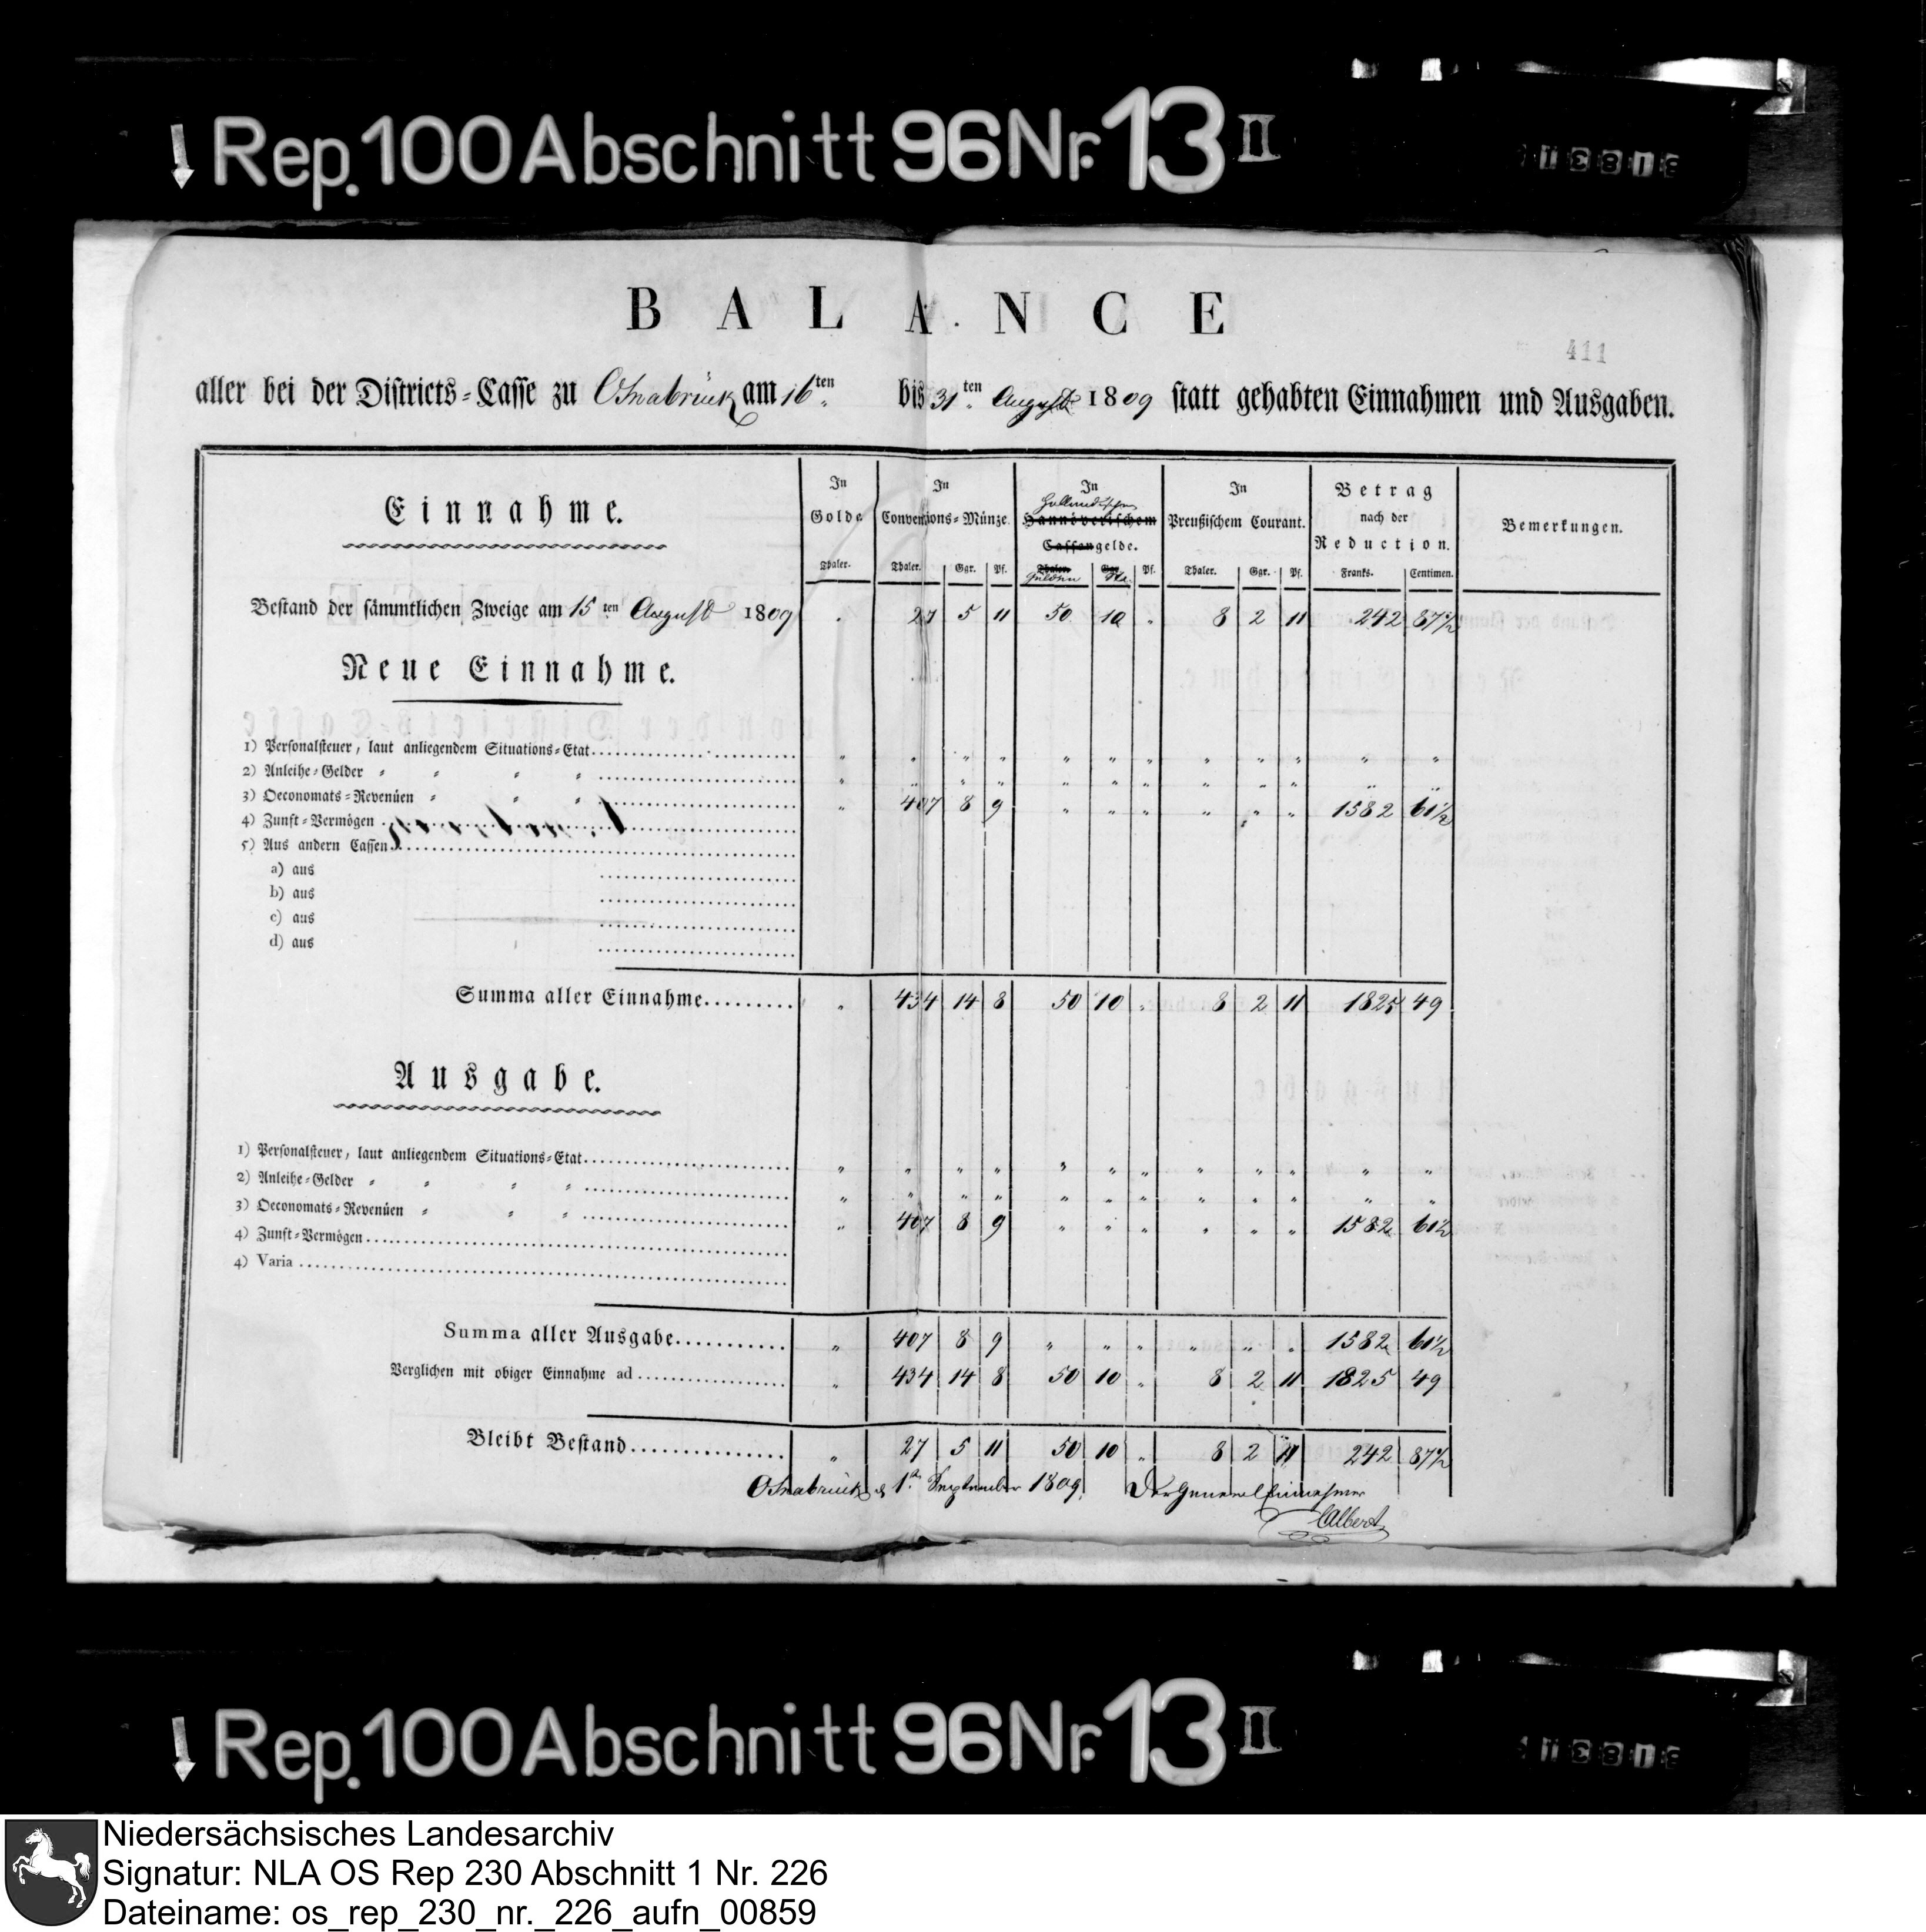 Rep. 100 Abschnitt 96 Nr. 13 II
BALANCE
411
aller bei der Districts-Casse zu Osnabrück am 16ten bis 31ten August 1809 statt gehabten Einnahmen und Ausgaben.
Einnahme.
In Golde Thaler.
In Conventions-Münze. Thaler. Ggr. Pf.
In Holländischem Hannöverischem Cassengelde. Thaler. Gulden Ggr. Stb. Pf.
In Preußischem Courant. Thaler. Ggr. Pf.
Betrag nach der Reduction. Franks. Centimen.
Bemerkungen.
Bestand der sämmtlichen Zweige am 15ten August 1809 " 27 5 11 50 10 " 8 2 11 242 87½
Neue Einnahme.
1) Personalsteuer, laut anliegendem Situations-Etat " " " " " " " " " " " "
2) Anleihe-Gelder " " " " " " " " " " " " " " " "
3) Oeconomats-Revenüen " " " " 407 8 9 " " " " " " 1582 61½
4) Zunft-Vermögen
5) Aus andern Cassen
a) aus
b) aus
c) aus
d) aus
Summa aller Einnahme " 434 14 8 50 10 " 8 2 11 1825 49
Ausgabe.
1) Personalsteuer, laut anliegendem Situations-Etat " " " " " " " " " " " "
2) Anleihe-Gelder " " " " " " " " " " " " " " " "
3) Oeconomats-Revenüen " " " " 407 8 9 " " " " " " 1582 61½
4) Zunft-Vermögen
4) Varia
Summa aller Ausgabe " 407 8 9 " " " " " " 1582 61½
Verglichen mit obiger Einnahme ad " 434 14 8 50 10 " 8 2 11 1825 49
Bleibt Bestand " 27 5 11 50 10 " 8 2 11 242 87½
Osnabrück d 1t September 1809. Der General Einnehmer
Albert
Rep. 100 Abschnitt 96 Nr. 13 II
Niedersächsisches Landesarchiv
Signatur: NLA OS Rep 230 Abschnitt 1 Nr. 226
Dateiname: os_rep_230_nr._226_aufn_00859